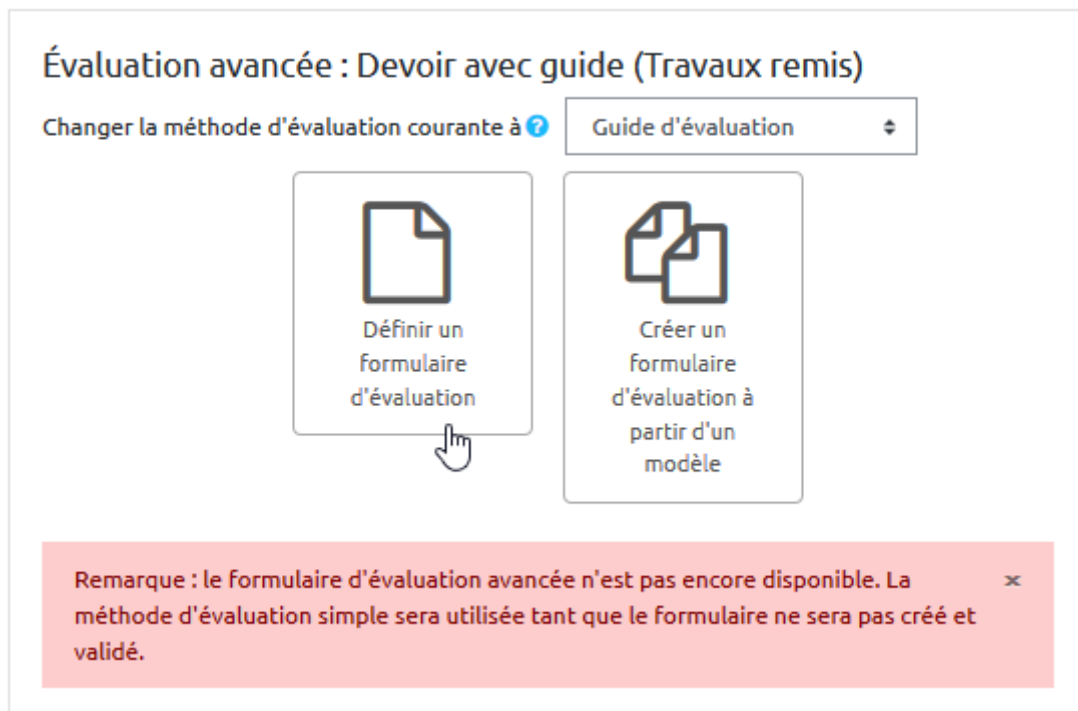 Évaluation avancée : Devoir avec guide (Travaux remis)
Changer la méthode d'évaluation courante à ? Guide d'évaluation
Définir un
formulaire
d'évaluation
Créer un
formulaire
d'évaluation à
partir d'un
modèle
Remarque : le formulaire d'évaluation avancée n'est pas encore disponible. La ×
méthode d'évaluation simple sera utilisée tant que le formulaire ne sera pas créé et
validé.